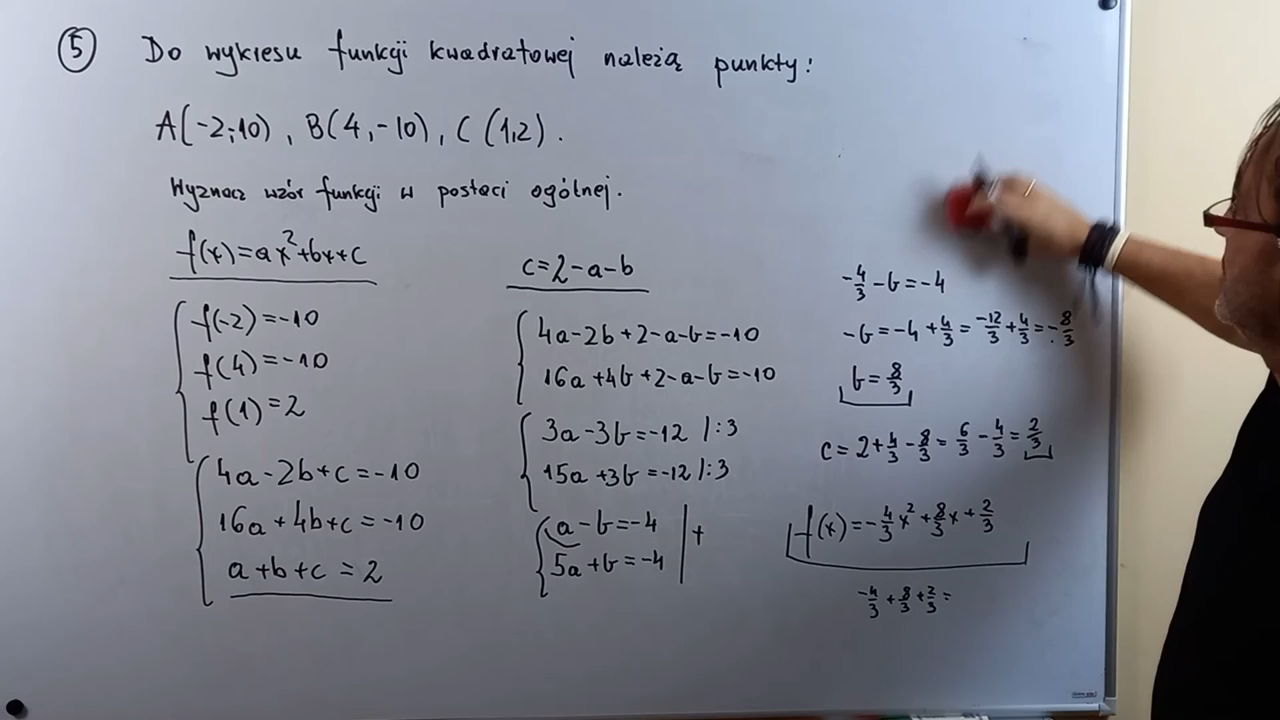 ⑤ Do wykresu funkcji kwadratowej należą punkty:
A(-2,-10), B(4,-10), C(1,2).
Wyznacz wzór funkcji w postaci ogólnej.
f(x)=ax²+bx+c
f(-2)=-10
f(4)=-10
f(1)=2
4a-2b+c=-10
16a+4b+c=-10
a+b+c=2
c=2-a-b
4a-2b+2-a-b=-10
16a+4b+2-a-b=-10
3a-3b=-12 /:3
15a+3b=-12 /:3
a-b=-4 | +
5a+b=-4
-4/3-b=-4
-b=-4+4/3=-12/3+4/3=-8/3
b=8/3
c=2+4/3-8/3=6/3-4/3=2/3
f(x)=-4/3x²+8/3x+2/3
-4/3+8/3+2/3=